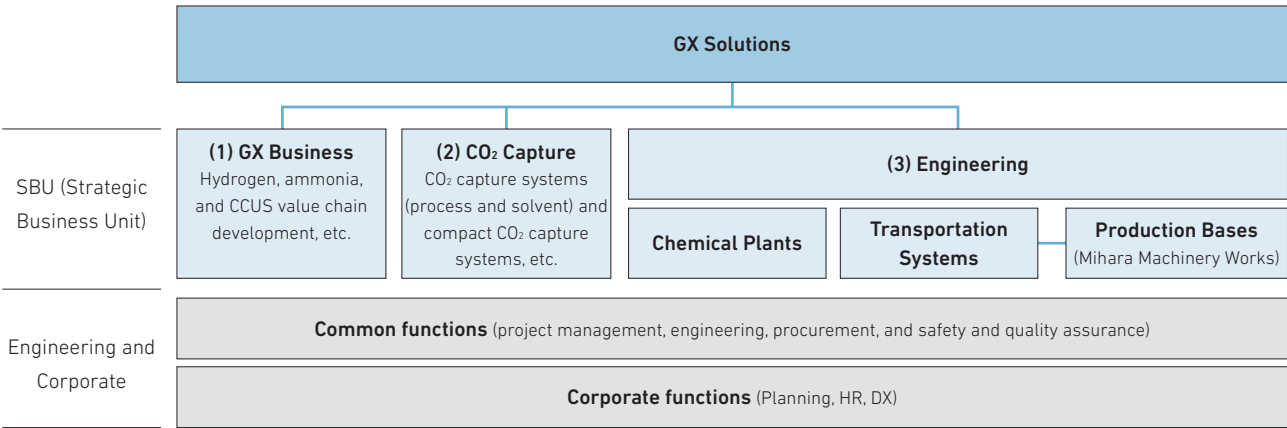 GX Solutions
SBU (Strategic
Business Unit)
(1) GX Business
Hydrogen, ammonia,
and CCUS value chain
development, etc.
(2) CO₂ Capture
CO₂ capture systems
(process and solvent) and
compact CO₂ capture
systems, etc.
(3) Engineering
Chemical Plants
Transportation
Systems
Production Bases
(Mihara Machinery Works)
Engineering and
Corporate
Common functions (project management, engineering, procurement, and safety and quality assurance)
Corporate functions (Planning, HR, DX)